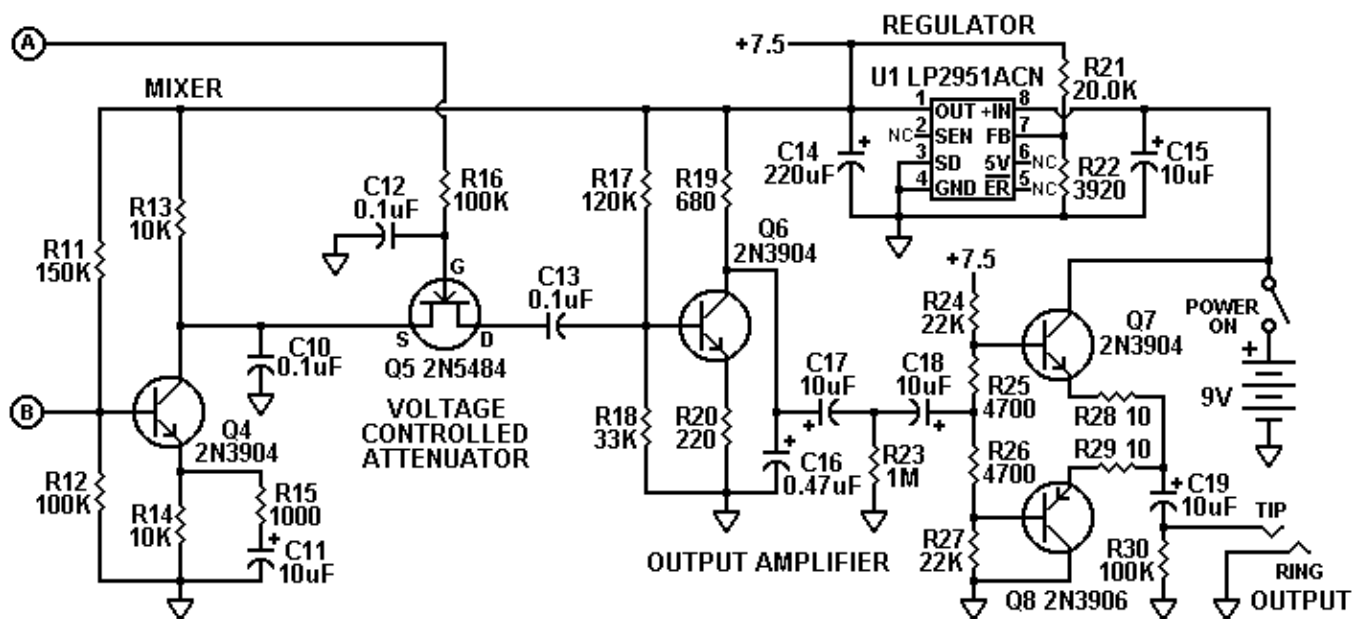 A
+7.5
REGULATOR
U1 LP2951ACN
R21
20.0K
MIXER
1
OUT
+IN
8
NC
2
SEN
FB
7
3
SD
5V
6
NC
4
GND
ER
5
NC
C14
220uF
R22
3920
C15
10uF
C12
0.1uF
R16
100K
R17
120K
R19
680
R13
10K
R11
150K
Q6
2N3904
G
S
D
C13
0.1uF
+7.5
R24
22K
Q7
2N3904
POWER
ON
C10
0.1uF
Q5 2N5484
VOLTAGE
CONTROLLED
ATTENUATOR
C17
10uF
C18
10uF
R25
4700
R28 10
9V
B
Q4
2N3904
R18
33K
R20
220
R26
4700
R29 10
R12
100K
R14
10K
R15
1000
C11
10uF
C16
0.47uF
R23
1M
C19
10uF
TIP
R27
22K
R30
100K
OUTPUT AMPLIFIER
RING
Q8 2N3906
OUTPUT